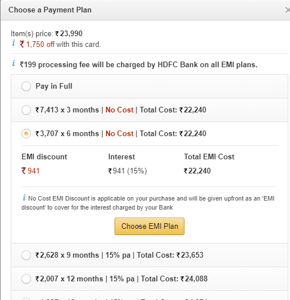 Choose a Payment Plan
Item(s) price: ₹23,990
i ₹ 1,750 off with this card.
i ₹199 processing fee will be charged by HDFC Bank on all EMI plans.
Pay in Full
₹7,413 x 3 months | No Cost | Total Cost: ₹22,240
₹3,707 x 6 months | No Cost | Total Cost: ₹22,240
EMI discount Interest Total EMI Cost
₹ 941 ₹ 941 (15%) ₹22,240
i No Cost EMI Discount is applicable on your purchase and will be given upfront as an 'EMI
discount' to cover for the interest charged by your Bank
Choose EMI Plan
₹2,628 x 9 months | 15% pa | Total Cost: ₹23,653
₹2,007 x 12 months | 15% pa | Total Cost: ₹24,088